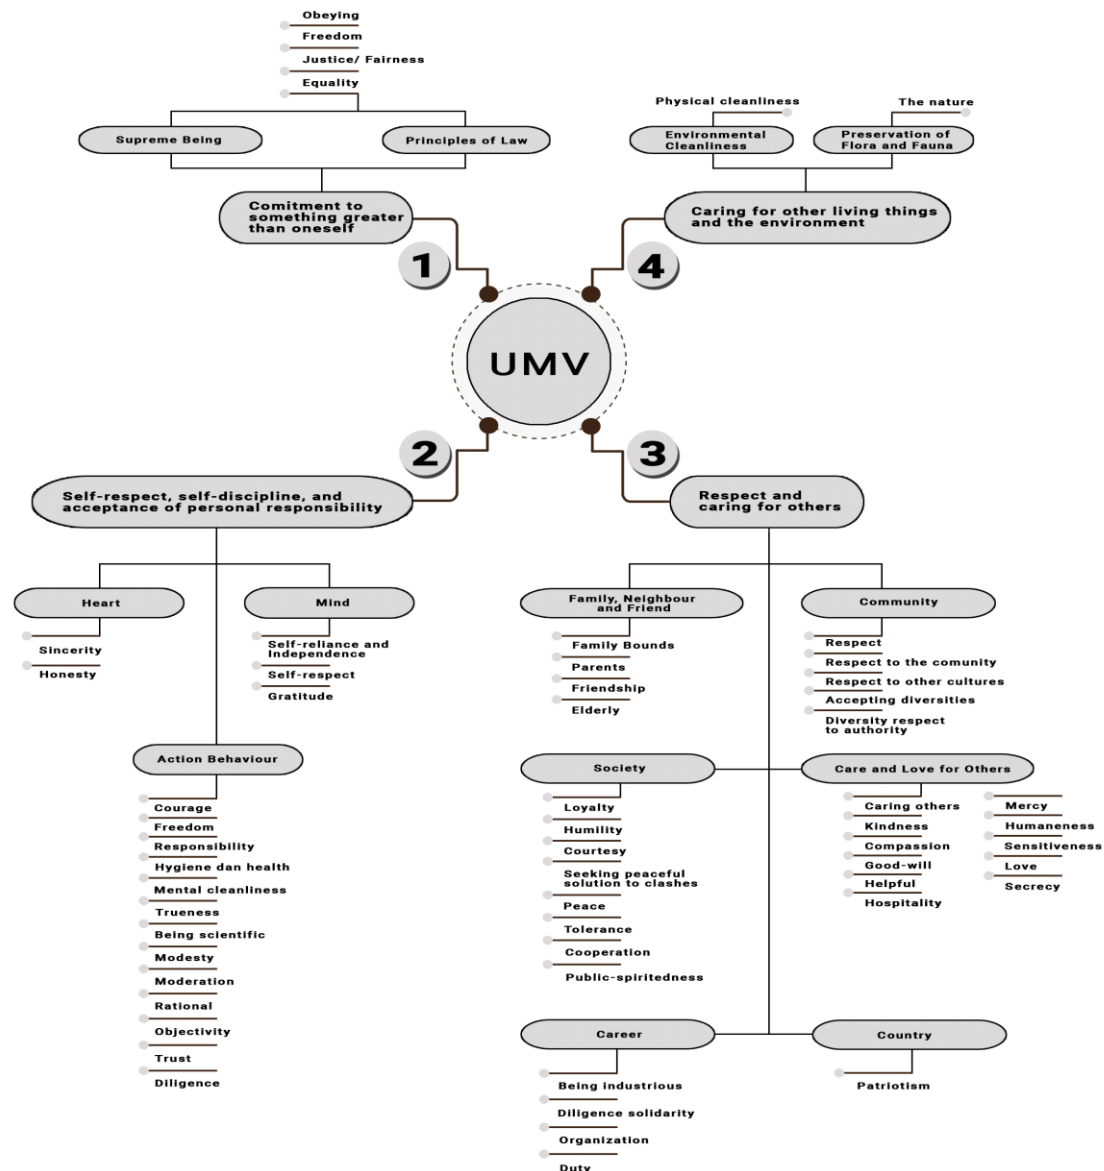 Obeying
Freedom
Justice/ Fairness
Equality
Supreme Being
Principles of Law
Comitment to
something greater
than oneself
1
Physical cleanliness
The nature
Environmental
Cleanliness
Preservation of
Flora and Fauna
Caring for other living things
and the environment
4
UMV
2
Self-respect, self-discipline, and
acceptance of personal responsibility
Heart
Sincerity
Honesty
Mind
Self-reliance and
Independence
Self-respect
Gratitude
Action Behaviour
Courage
Freedom
Responsibility
Hygiene dan health
Mental cleanliness
Trueness
Being scientific
Modesty
Moderation
Rational
Objectivity
Trust
Diligence
3
Respect and
caring for others
Family, Neighbour
and Friend
Family Bounds
Parents
Friendship
Elderly
Community
Respect
Respect to the comunity
Respect to other cultures
Accepting diversities
Diversity respect
to authority
Society
Loyalty
Humility
Courtesy
Seeking peaceful
solution to clashes
Peace
Tolerance
Cooperation
Public-spiritedness
Care and Love for Others
Caring others
Kindness
Compassion
Good-will
Helpful
Hospitality
Mercy
Humaneness
Sensitiveness
Love
Secrecy
Career
Being industrious
Diligence solidarity
Organization
Duty
Country
Patriotism